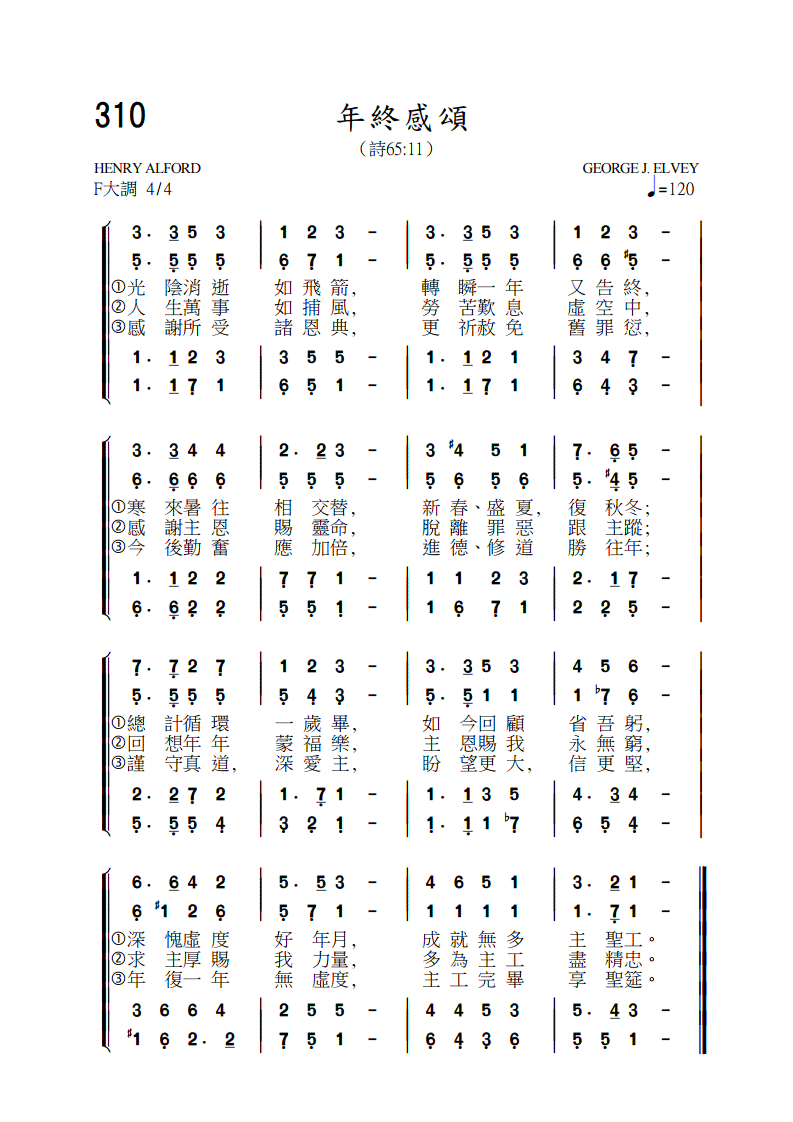 310
年終感頌
（詩65:11）
HENRY ALFORD
GEORGE J. ELVEY
F大調 4/4
♩=120
3. 3 5 3 | 1 2 3 - | 3. 3 5 3 | 1 2 3 -
5. 5 5 5 | 6 7 1 - | 5. 5 5 5 | 6 6 #5 -
①光 陰消 逝 如 飛 箭, 轉 瞬一 年 又 告 終,
②人 生萬 事 如 捕 風, 勞 苦歎 息 虛 空 中,
③感 謝所 受 諸 恩 典, 更 祈赦 免 舊 罪 愆,
1. 1 2 3 | 3 5 5 - | 1. 1 2 1 | 3 4 7 -
1. 1 7 1 | 6 5 1 - | 1. 1 7 1 | 6 4 3 -
3. 3 4 4 | 2. 2 3 - | 3 #4 5 1 | 7. 6 5 -
6. 6 6 6 | 5 5 5 - | 5 6 5 6 | 5. #4 5 -
①寒 來暑 往 相 交替, 新 春、盛 夏, 復 秋冬;
②感 謝主 恩 賜 靈命, 脫 離 罪 惡 跟 主蹤;
③今 後勤 奮 應 加倍, 進 德、修 道 勝 往年;
1. 1 2 2 | 7 7 1 - | 1 1 2 3 | 2. 1 7 -
6. 6 2 2 | 5 5 1 - | 1 6 7 1 | 2 2 5 -
7. 7 2 7 | 1 2 3 - | 3. 3 5 3 | 4 5 6 -
5. 5 5 5 | 5 4 3 - | 5. 5 1 1 | 1 b7 6 -
①總 計循 環 一 歲 畢, 如 今回 顧 省 吾 躬,
②回 想年 年 蒙 福 樂, 主 恩賜 我 永 無 窮,
③謹 守真 道, 深 愛 主, 盼 望更 大, 信 更 堅,
2. 2 7 2 | 1. 7 1 - | 1. 1 3 5 | 4. 3 4 -
5. 5 5 4 | 3 2 1 - | 1. 1 1 b7 | 6 5 4 -
6. 6 4 2 | 5. 5 3 - | 4 6 5 1 | 3. 2 1 -
6 #1 2 6 | 5 7 1 - | 1 1 1 1 | 1. 7 1 -
①深 愧虛 度 好 年月, 成 就 無 多 主 聖工。
②求 主厚 賜 我 力量, 多 為 主 工 盡 精忠。
③年 復一 年 無 虛度, 主 工 完 畢 享 聖筵。
3 6 6 4 | 2 5 5 - | 4 4 5 3 | 5. 4 3 -
#1 6 2. 2 | 7 5 1 - | 6 4 3 6 | 5 5 1 -